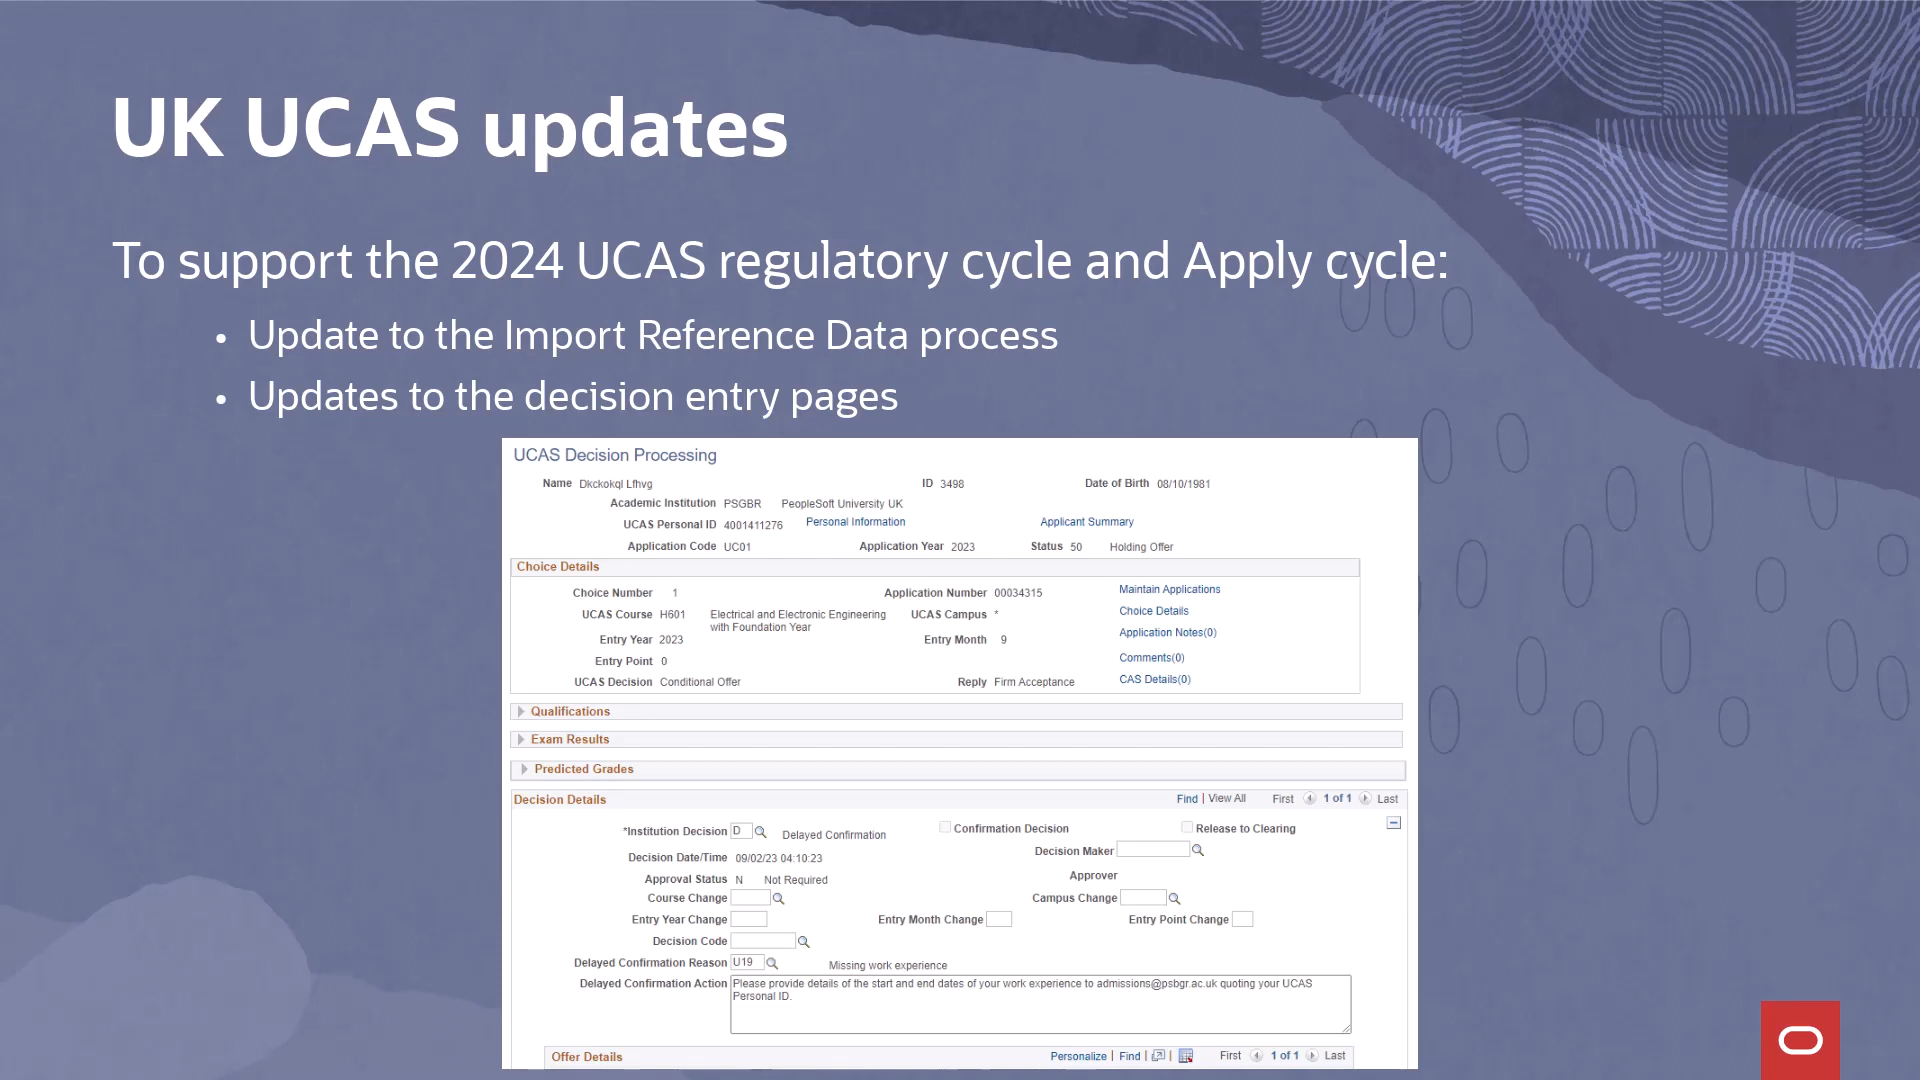 UK UCAS updates
To support the 2024 UCAS regulatory cycle and Apply cycle:
• Update to the Import Reference Data process
• Updates to the decision entry pages
UCAS Decision Processing
Name Dkckokql Lfhvg ID 3498 Date of Birth 08/10/1981
Academic Institution PSGBR PeopleSoft University UK
UCAS Personal ID 4001411276 Personal Information Applicant Summary
Application Code UC01 Application Year 2023 Status 50 Holding Offer
Choice Details
Choice Number 1 Application Number 00034315 Maintain Applications
UCAS Course H601 Electrical and Electronic Engineering UCAS Campus * Choice Details
with Foundation Year
Entry Year 2023 Entry Month 9 Application Notes(0)
Entry Point 0 Comments(0)
UCAS Decision Conditional Offer Reply Firm Acceptance CAS Details(0)
Qualifications
Exam Results
Predicted Grades
Decision Details Find | View All First 1 of 1 Last
*Institution Decision D Delayed Confirmation Confirmation Decision Release to Clearing
Decision Date/Time 09/02/23 04:10:23 Decision Maker
Approval Status N Not Required Approver
Course Change Campus Change
Entry Year Change Entry Month Change Entry Point Change
Decision Code
Delayed Confirmation Reason U19 Missing work experience
Delayed Confirmation Action Please provide details of the start and end dates of your work experience to admissions@psbgr.ac.uk quoting your UCAS
Personal ID.
Offer Details Personalize | Find | | First 1 of 1 Last